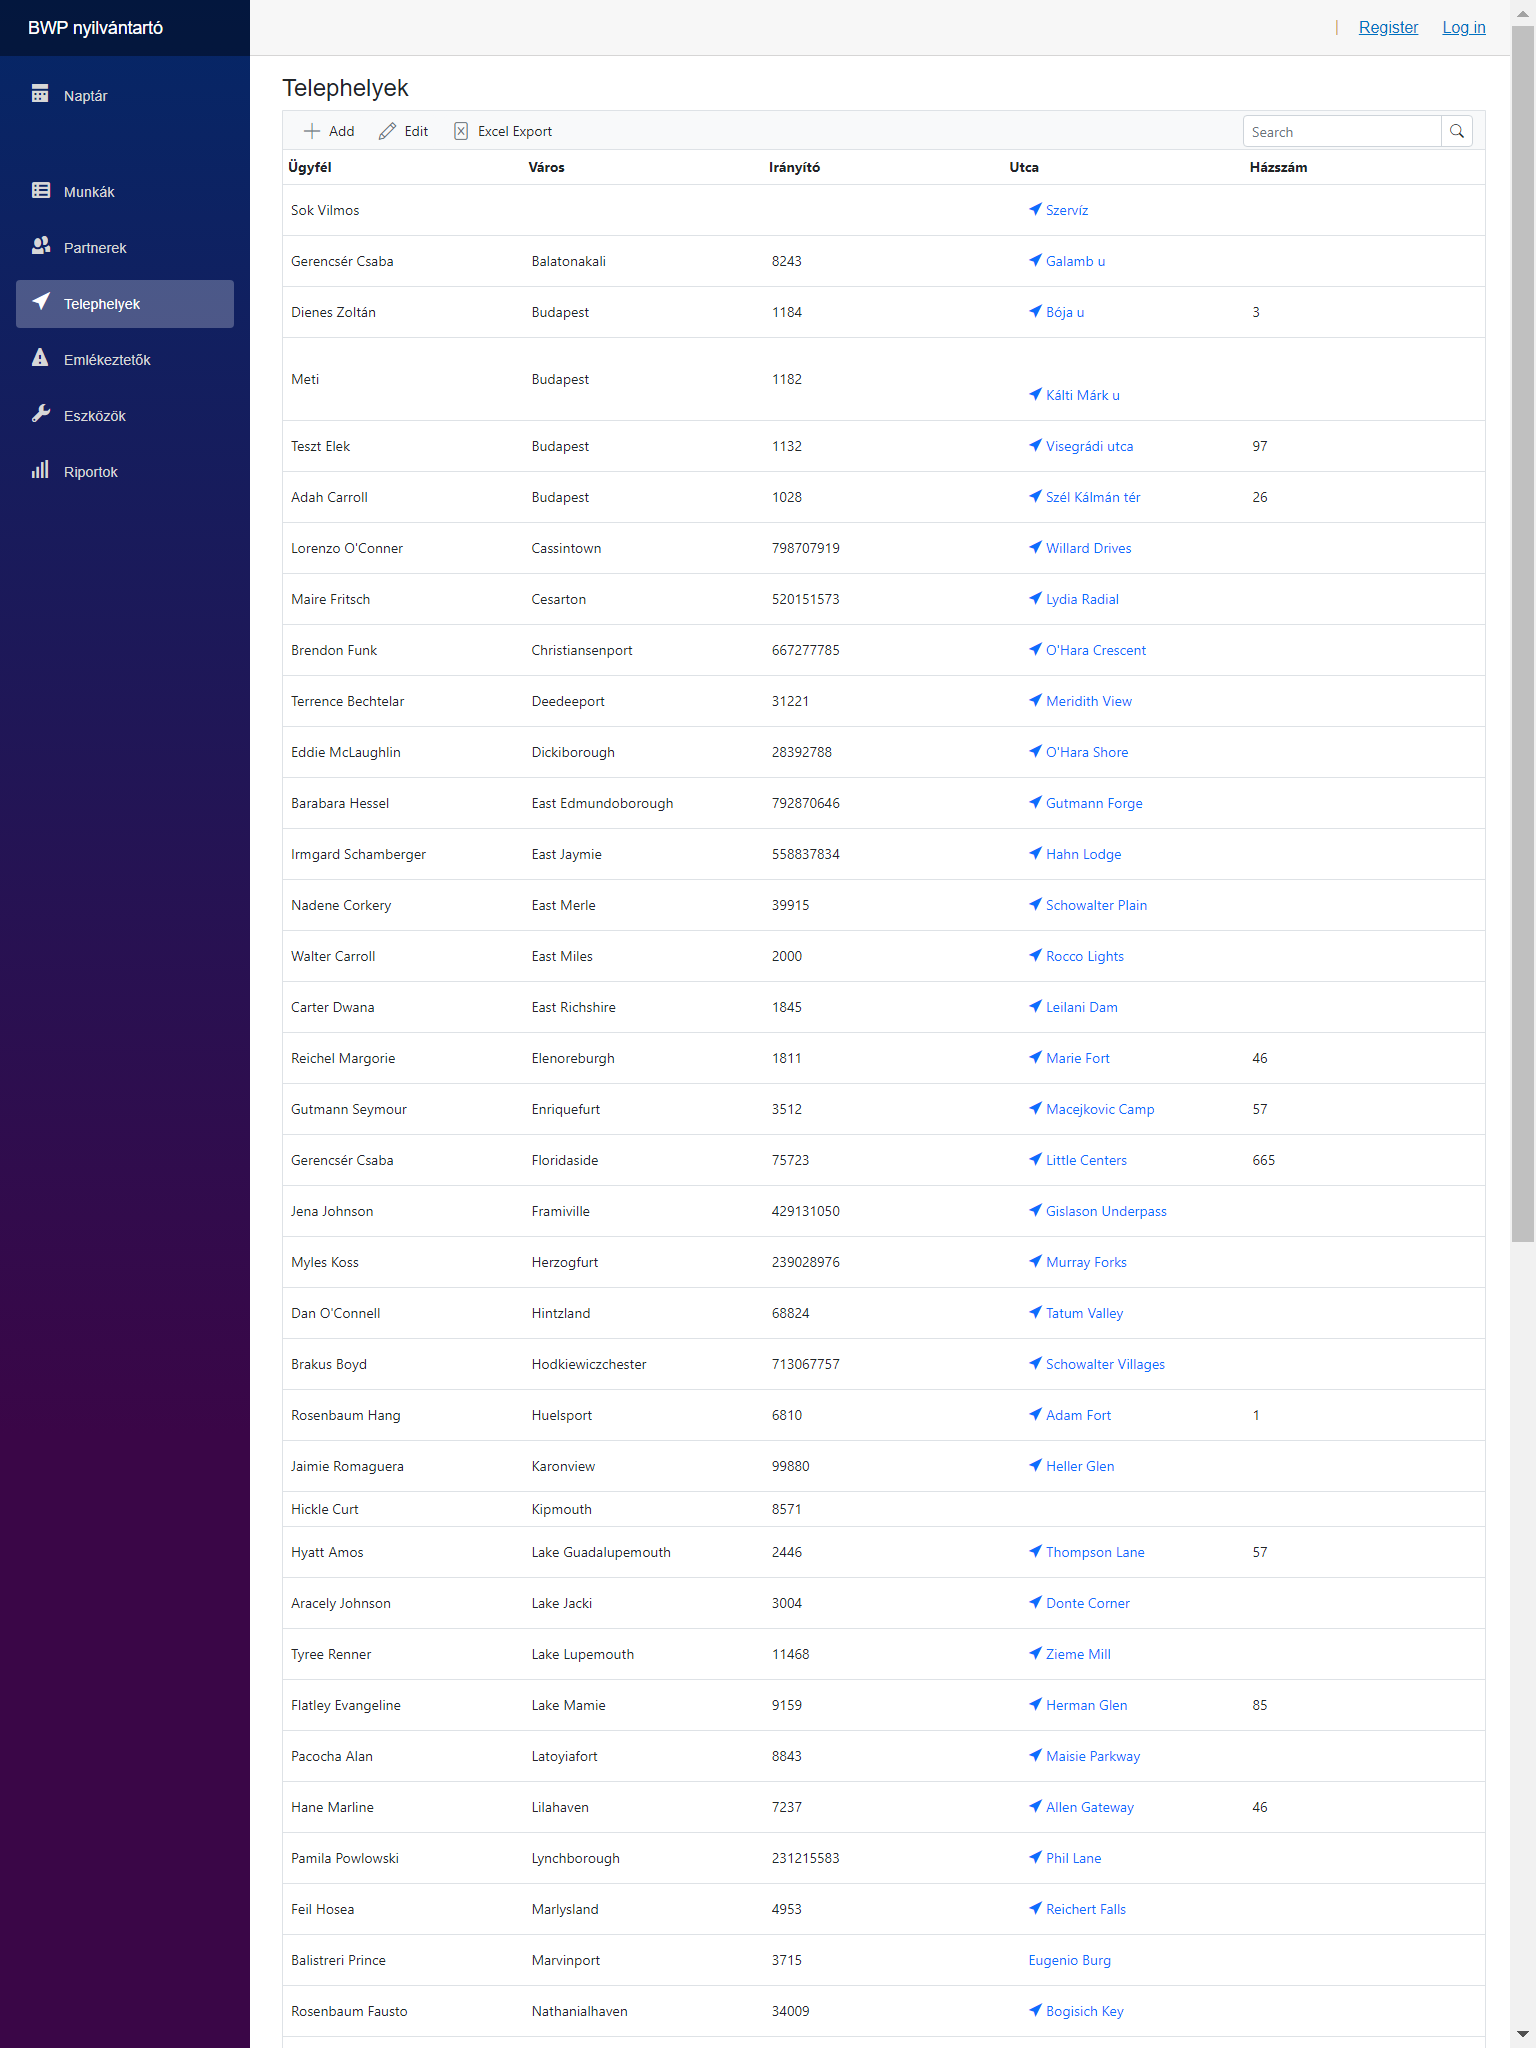 BWP nyilvántartó
| Register Log in
Naptár
Munkák
Partnerek
Telephelyek
Emlékeztetők
Eszközök
Riportok
Telephelyek
Add Edit Excel Export Search
Ügyfél Város Irányító Utca Házszám
Sok Vilmos Szervíz
Gerencsér Csaba Balatonakali 8243 Galamb u
Dienes Zoltán Budapest 1184 Bója u 3
Meti Budapest 1182 Kálti Márk u
Teszt Elek Budapest 1132 Visegrádi utca 97
Adah Carroll Budapest 1028 Szél Kálmán tér 26
Lorenzo O'Conner Cassintown 798707919 Willard Drives
Maire Fritsch Cesarton 520151573 Lydia Radial
Brendon Funk Christiansenport 667277785 O'Hara Crescent
Terrence Bechtelar Deedeeport 31221 Meridith View
Eddie McLaughlin Dickiborough 28392788 O'Hara Shore
Barabara Hessel East Edmundoborough 792870646 Gutmann Forge
Irmgard Schamberger East Jaymie 558837834 Hahn Lodge
Nadene Corkery East Merle 39915 Schowalter Plain
Walter Carroll East Miles 2000 Rocco Lights
Carter Dwana East Richshire 1845 Leilani Dam
Reichel Margorie Elenoreburgh 1811 Marie Fort 46
Gutmann Seymour Enriquefurt 3512 Macejkovic Camp 57
Gerencsér Csaba Floridaside 75723 Little Centers 665
Jena Johnson Framiville 429131050 Gislason Underpass
Myles Koss Herzogfurt 239028976 Murray Forks
Dan O'Connell Hintzland 68824 Tatum Valley
Brakus Boyd Hodkiewiczchester 713067757 Schowalter Villages
Rosenbaum Hang Huelsport 6810 Adam Fort 1
Jaimie Romaguera Karonview 99880 Heller Glen
Hickle Curt Kipmouth 8571
Hyatt Amos Lake Guadalupemouth 2446 Thompson Lane 57
Aracely Johnson Lake Jacki 3004 Donte Corner
Tyree Renner Lake Lupemouth 11468 Zieme Mill
Flatley Evangeline Lake Mamie 9159 Herman Glen 85
Pacocha Alan Latoyiafort 8843 Maisie Parkway
Hane Marline Lilahaven 7237 Allen Gateway 46
Pamila Powlowski Lynchborough 231215583 Phil Lane
Feil Hosea Marlysland 4953 Reichert Falls
Balistreri Prince Marvinport 3715 Eugenio Burg
Rosenbaum Fausto Nathanialhaven 34009 Bogisich Key